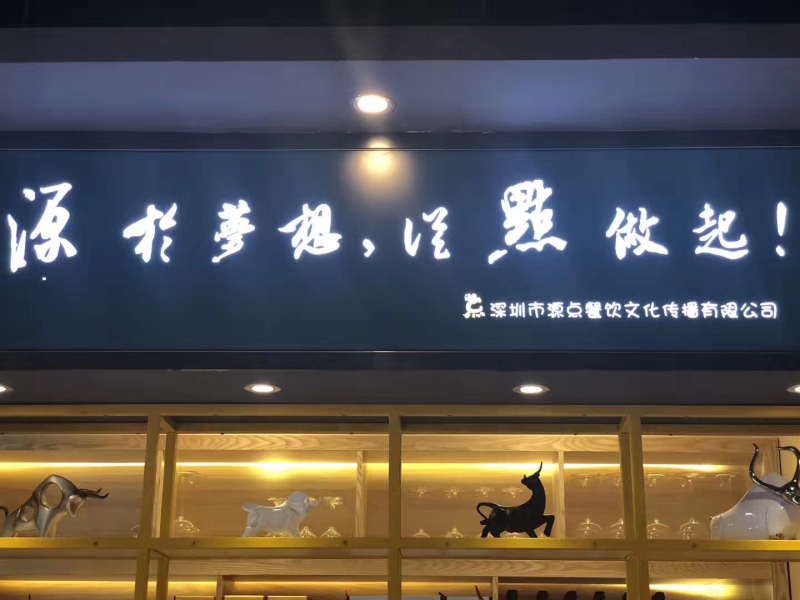 源於夢想，从點做起！
深圳市源点餐饮文化传播有限公司